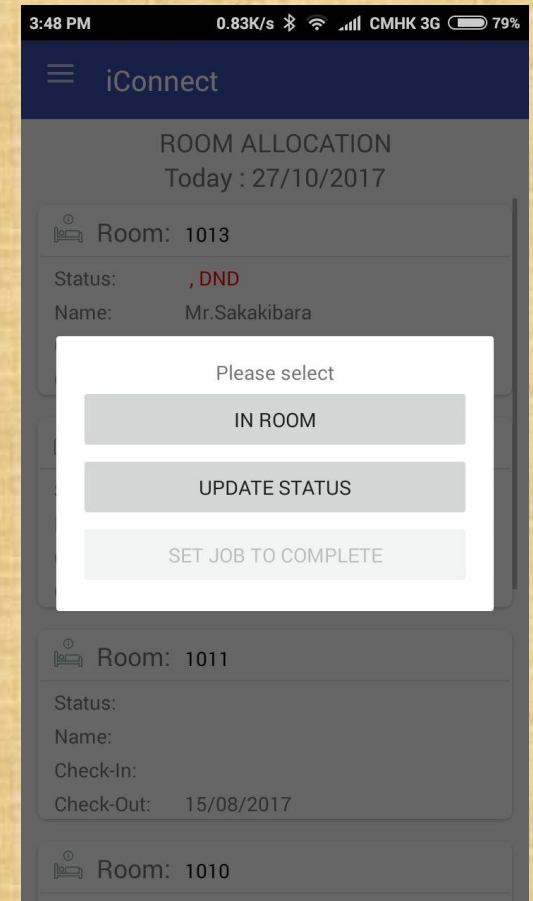 3:48 PM 0.83K/s CMHK 3G 79%
iConnect
ROOM ALLOCATION
Today : 27/10/2017
Room: 1013
Status: , DND
Name: Mr.Sakakibara
Please select
IN ROOM
UPDATE STATUS
SET JOB TO COMPLETE
Room: 1011
Status:
Name:
Check-In:
Check-Out: 15/08/2017
Room: 1010